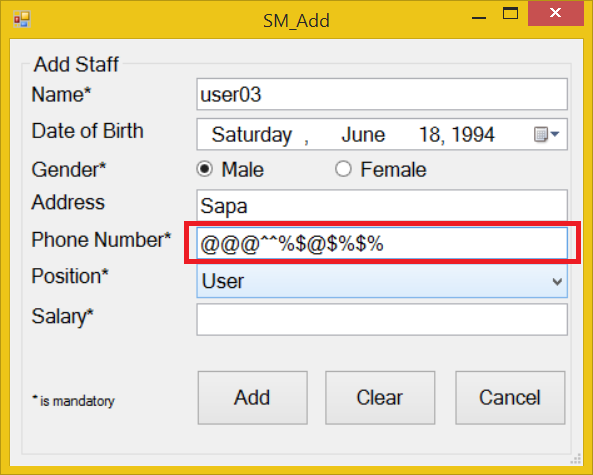 SM_Add
Add Staff
Name* user03
Date of Birth Saturday , June 18, 1994
Gender* Male Female
Address Sapa
Phone Number* @@@^^%$@$%$%
Position* User
Salary*
* is mandatory Add Clear Cancel